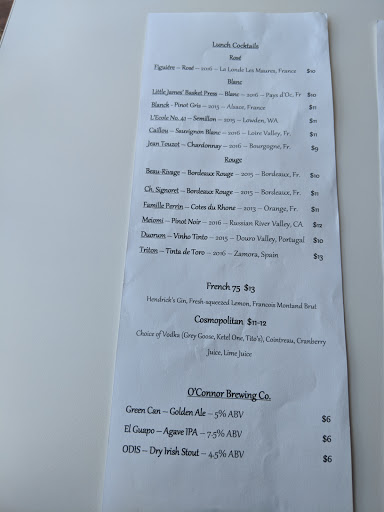 Lunch Cocktails
Rosé
Figuière – Rosé – 2016 – La Londe Les Maures, France $10
Blanc
Little James' Basket Press – Blanc – 2016 – Pays d'Oc, Fr $10
Blanck - Pinot Gris – 2013 – Alsace, France $11
L'Ecole No. 41 – Semillon – 2015 – Lowden, WA $11
Caillou – Sauvignon Blanc – 2016 – Loire Valley, Fr. $11
Jean Touzot – Chardonnay – 2016 – Bourgogne, Fr. $9
Rouge
Beau-Rivage – Bordeaux Rouge – 2015 – Bordeaux, Fr. $10
Ch. Signoret – Bordeaux Rouge – 2015 – Bordeaux, Fr. $11
Famille Perrin – Cotes du Rhone – 2013 – Orange, Fr. $11
Meiomi – Pinot Noir – 2016 – Russian River Valley, CA $12
Duorum – Vinho Tinto – 2015 – Douro Valley, Portugal $10
Triton – Tinta de Toro – 2016 – Zamora, Spain $13
French 75 $13
Hendrick's Gin, Fresh-squeezed Lemon, Francois Montand Brut
Cosmopolitan $11-12
Choice of Vodka (Grey Goose, Ketel One, Tito's), Cointreau, Cranberry
Juice, Lime Juice
O'Connor Brewing Co.
Green Can – Golden Ale – 5% ABV $6
El Guapo – Agave IPA – 7.5% ABV $6
ODIS – Dry Irish Stout – 4.5% ABV $6